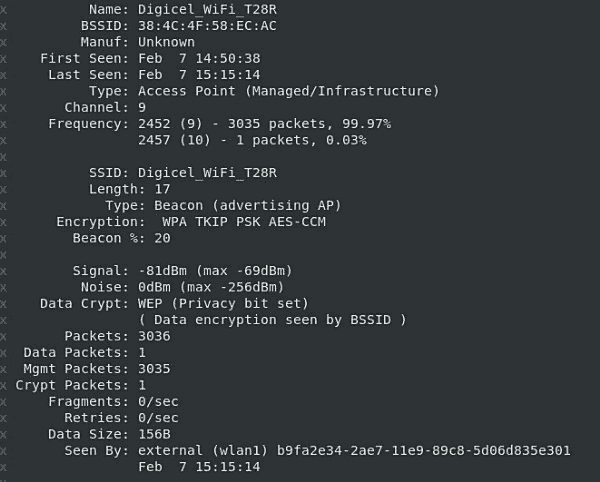 x Name: Digicel_WiFi_T28R
x BSSID: 38:4C:4F:58:EC:AC
x Manuf: Unknown
x First Seen: Feb 7 14:50:38
x Last Seen: Feb 7 15:15:14
x Type: Access Point (Managed/Infrastructure)
x Channel: 9
x Frequency: 2452 (9) - 3035 packets, 99.97%
x 2457 (10) - 1 packets, 0.03%
x
x SSID: Digicel_WiFi_T28R
x Length: 17
x Type: Beacon (advertising AP)
x Encryption: WPA TKIP PSK AES-CCM
x Beacon %: 20
x
x Signal: -81dBm (max -69dBm)
x Noise: 0dBm (max -256dBm)
x Data Crypt: WEP (Privacy bit set)
x ( Data encryption seen by BSSID )
x Packets: 3036
x Data Packets: 1
x Mgmt Packets: 3035
x Crypt Packets: 1
x Fragments: 0/sec
x Retries: 0/sec
x Data Size: 156B
x Seen By: external (wlan1) b9fa2e34-2ae7-11e9-89c8-5d06d835e301
x Feb 7 15:15:14